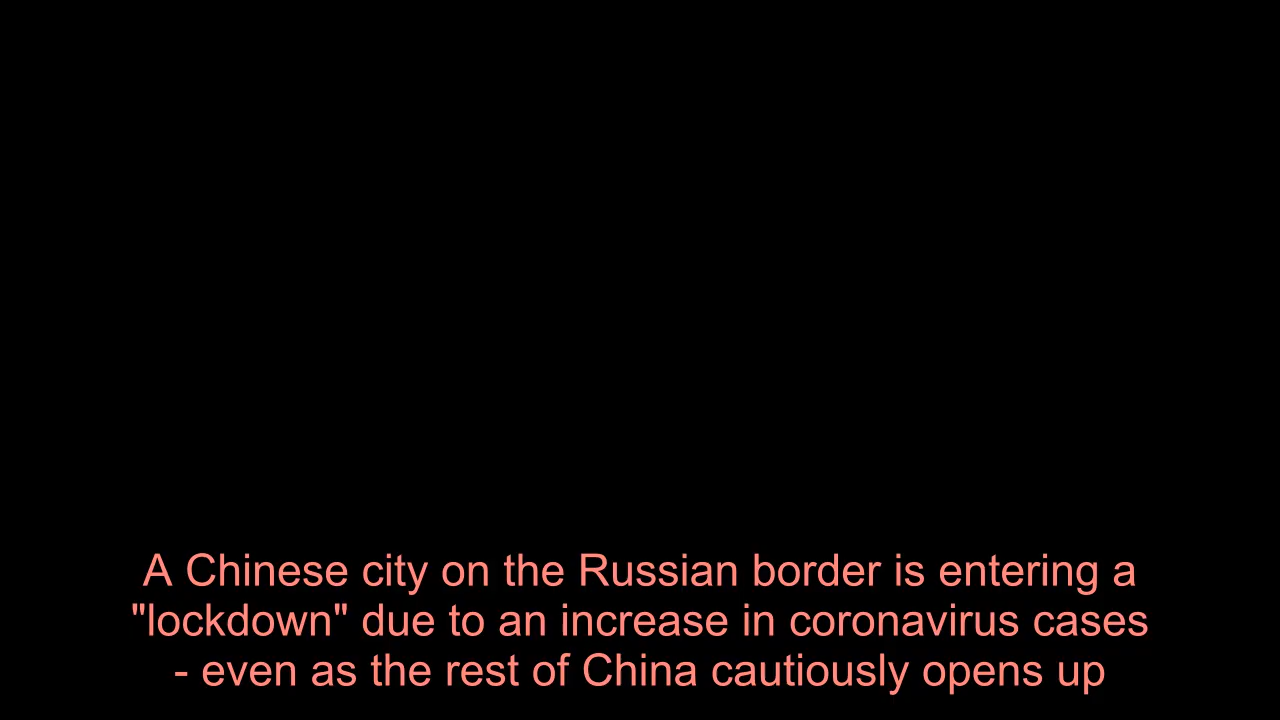 A Chinese city on the Russian border is entering a
"lockdown" due to an increase in coronavirus cases
- even as the rest of China cautiously opens up